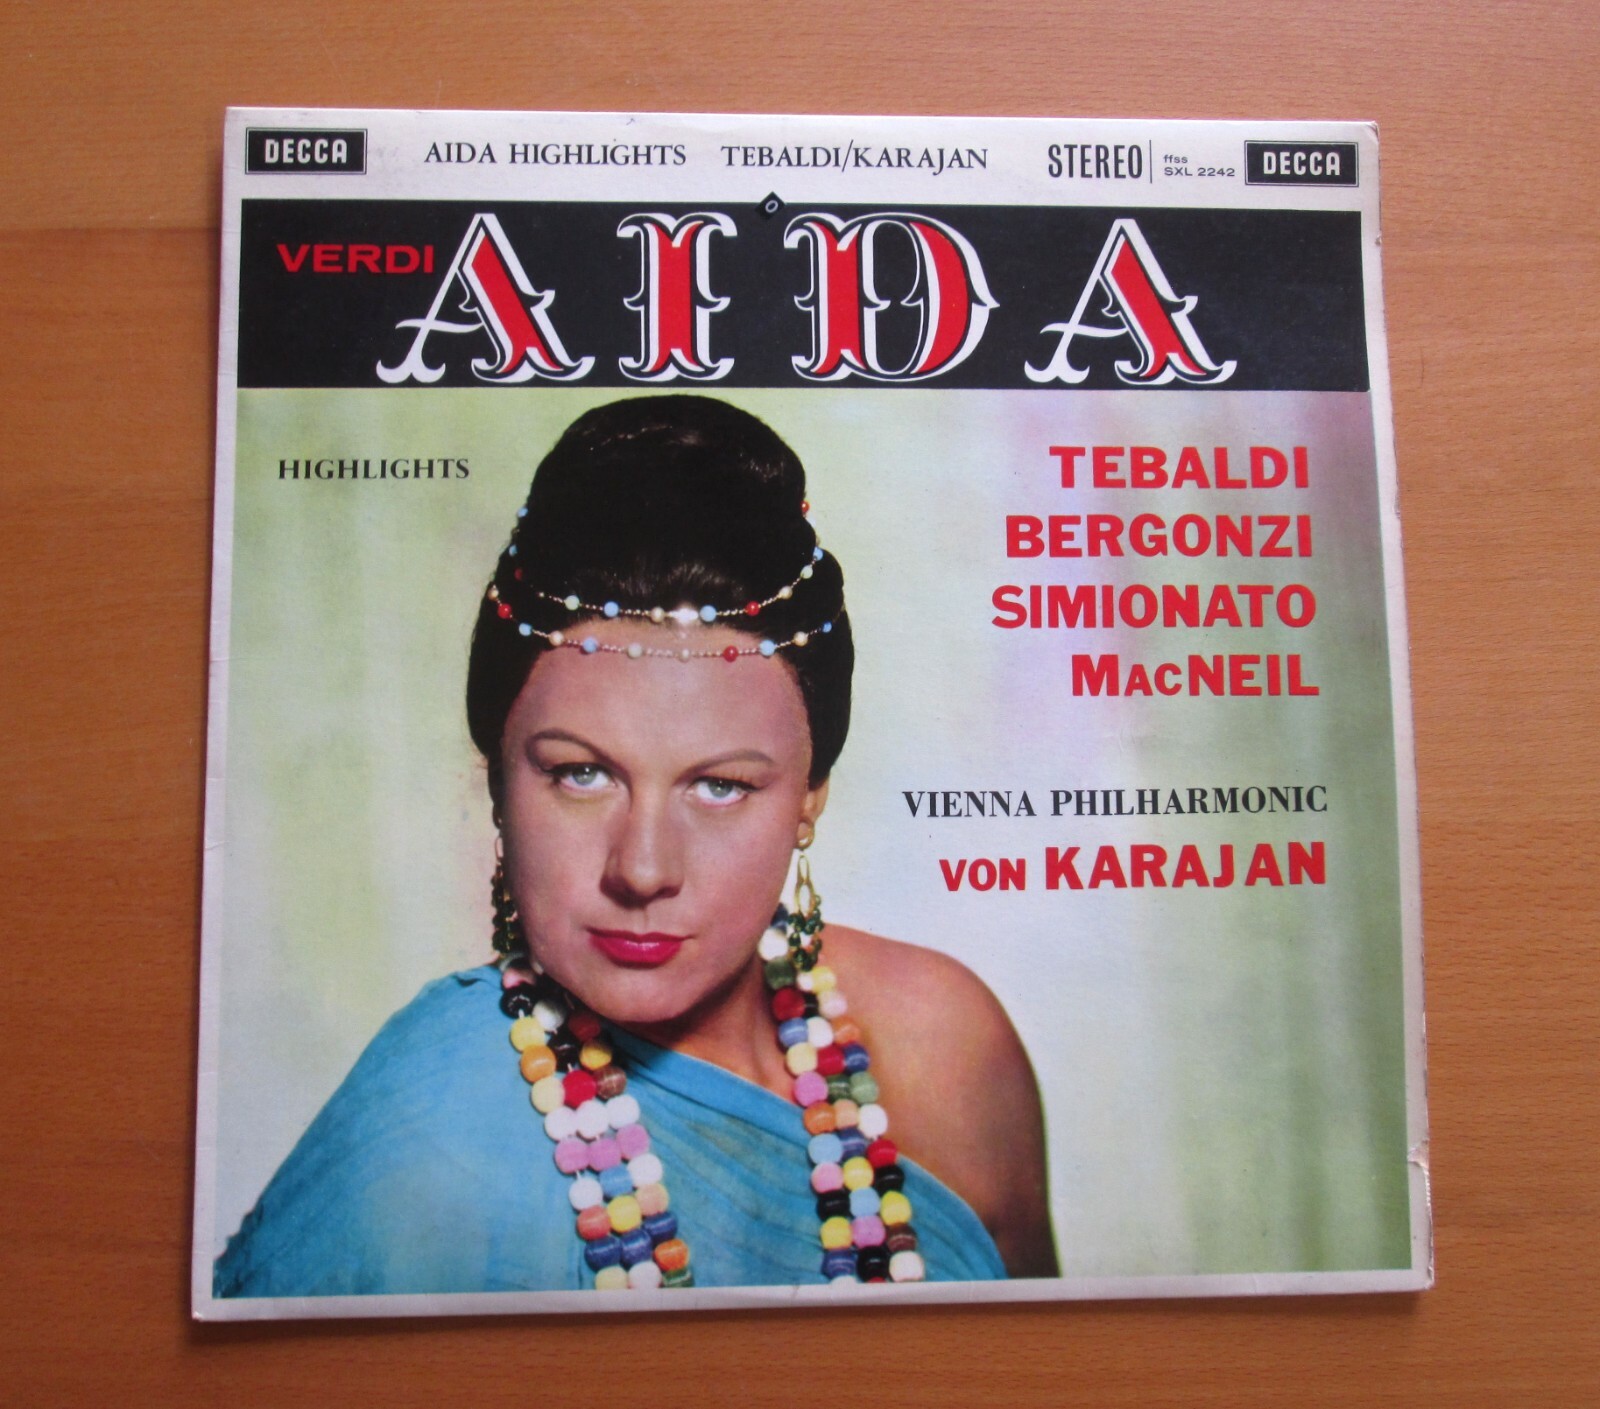 DECCA AIDA HIGHLIGHTS TEBALDI/KARAJAN STEREO ffss SXL 2242 DECCA
O
VERDI AIDA
HIGHLIGHTS
TEBALDI
BERGONZI
SIMIONATO
MacNEIL
VIENNA PHILHARMONIC
VON KARAJAN